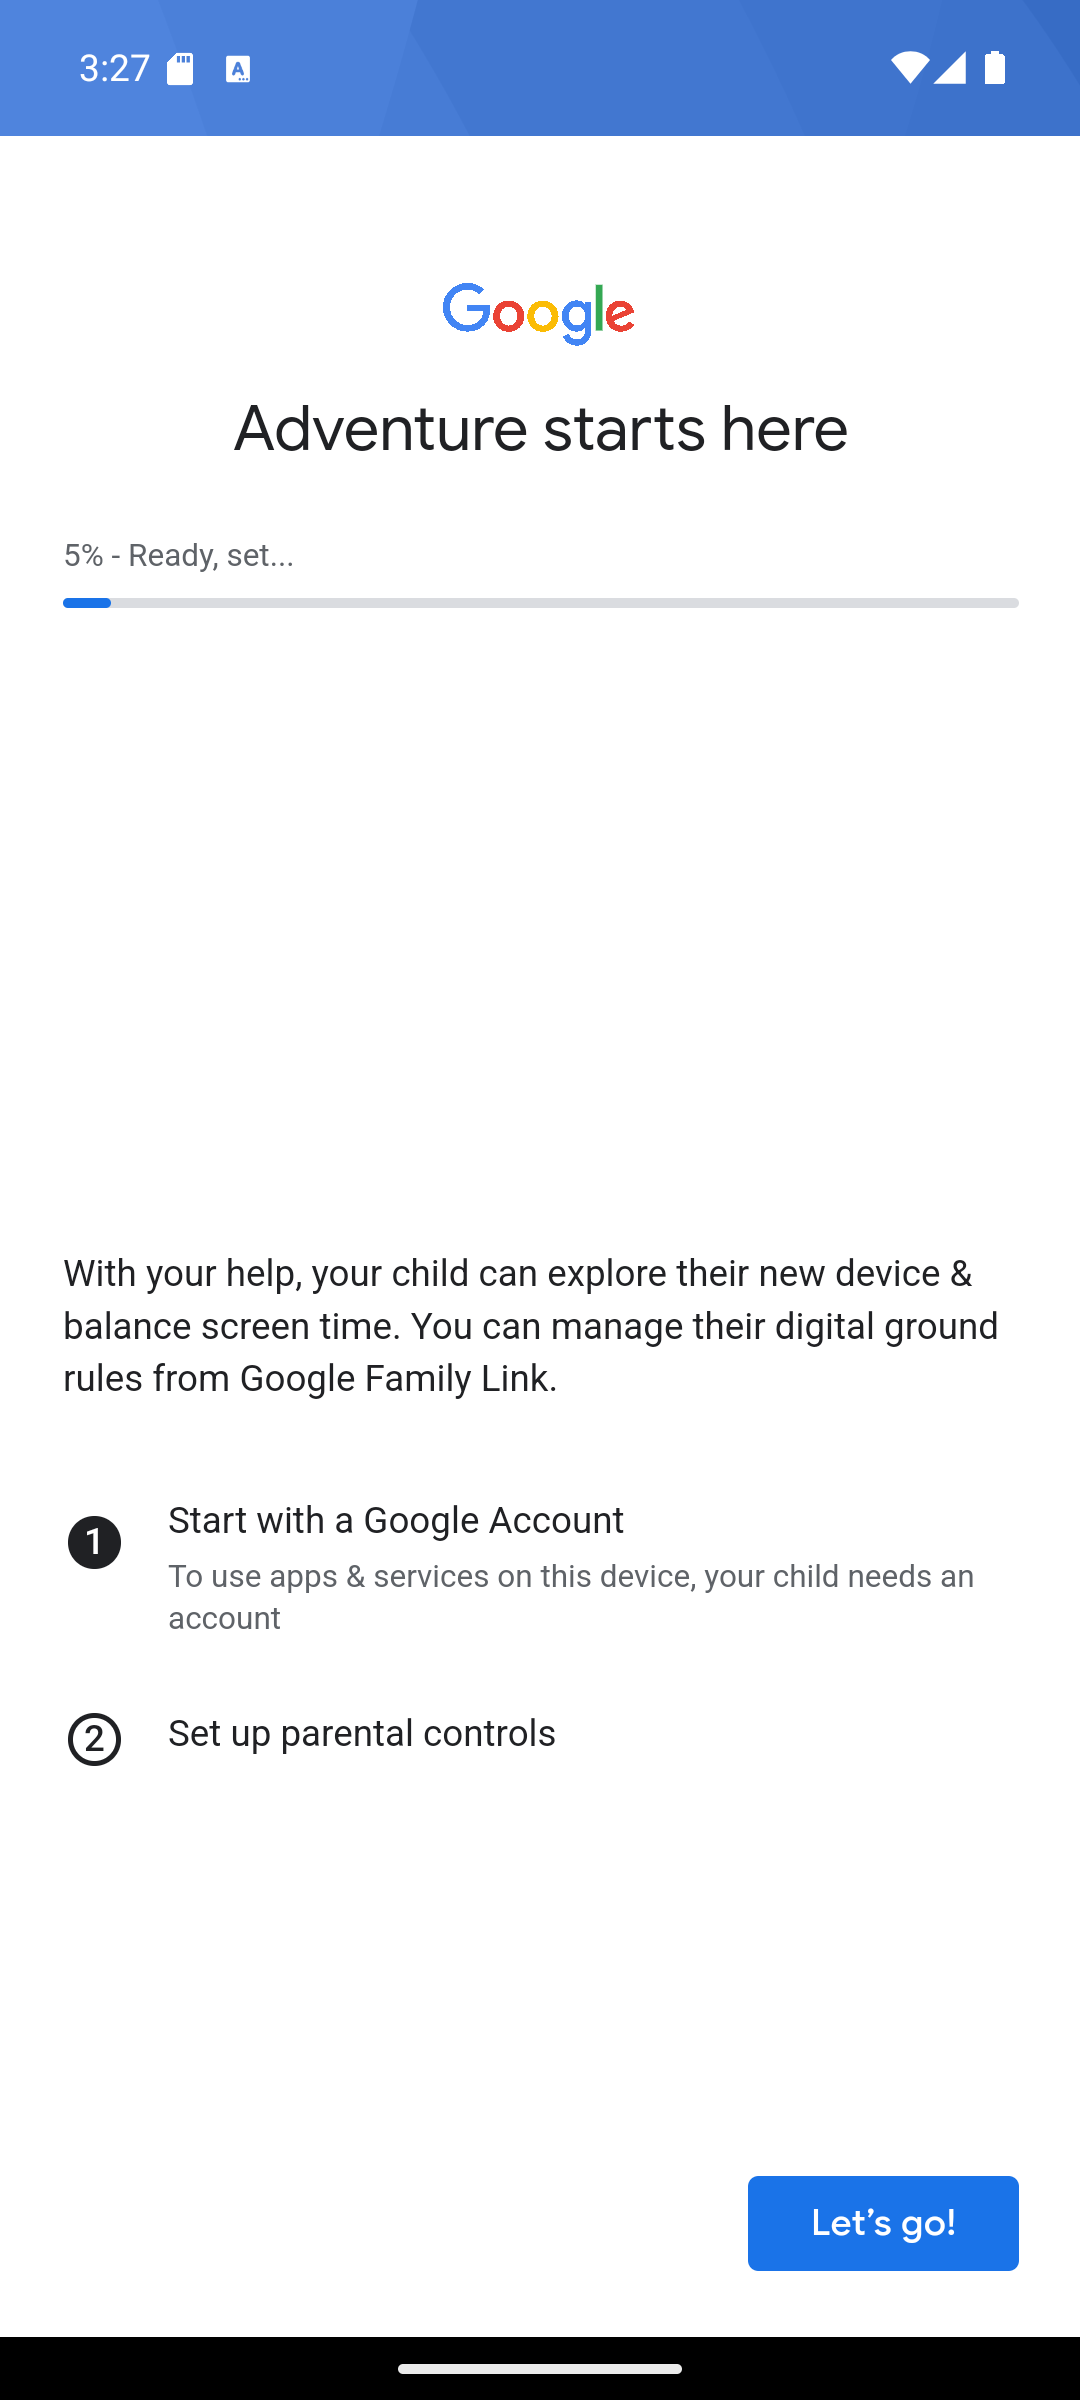 3:27
Google
Adventure starts here
5% - Ready, set...
With your help, your child can explore their new device &
balance screen time. You can manage their digital ground
rules from Google Family Link.
1
Start with a Google Account
To use apps & services on this device, your child needs an
account
2
Set up parental controls
Let’s go!